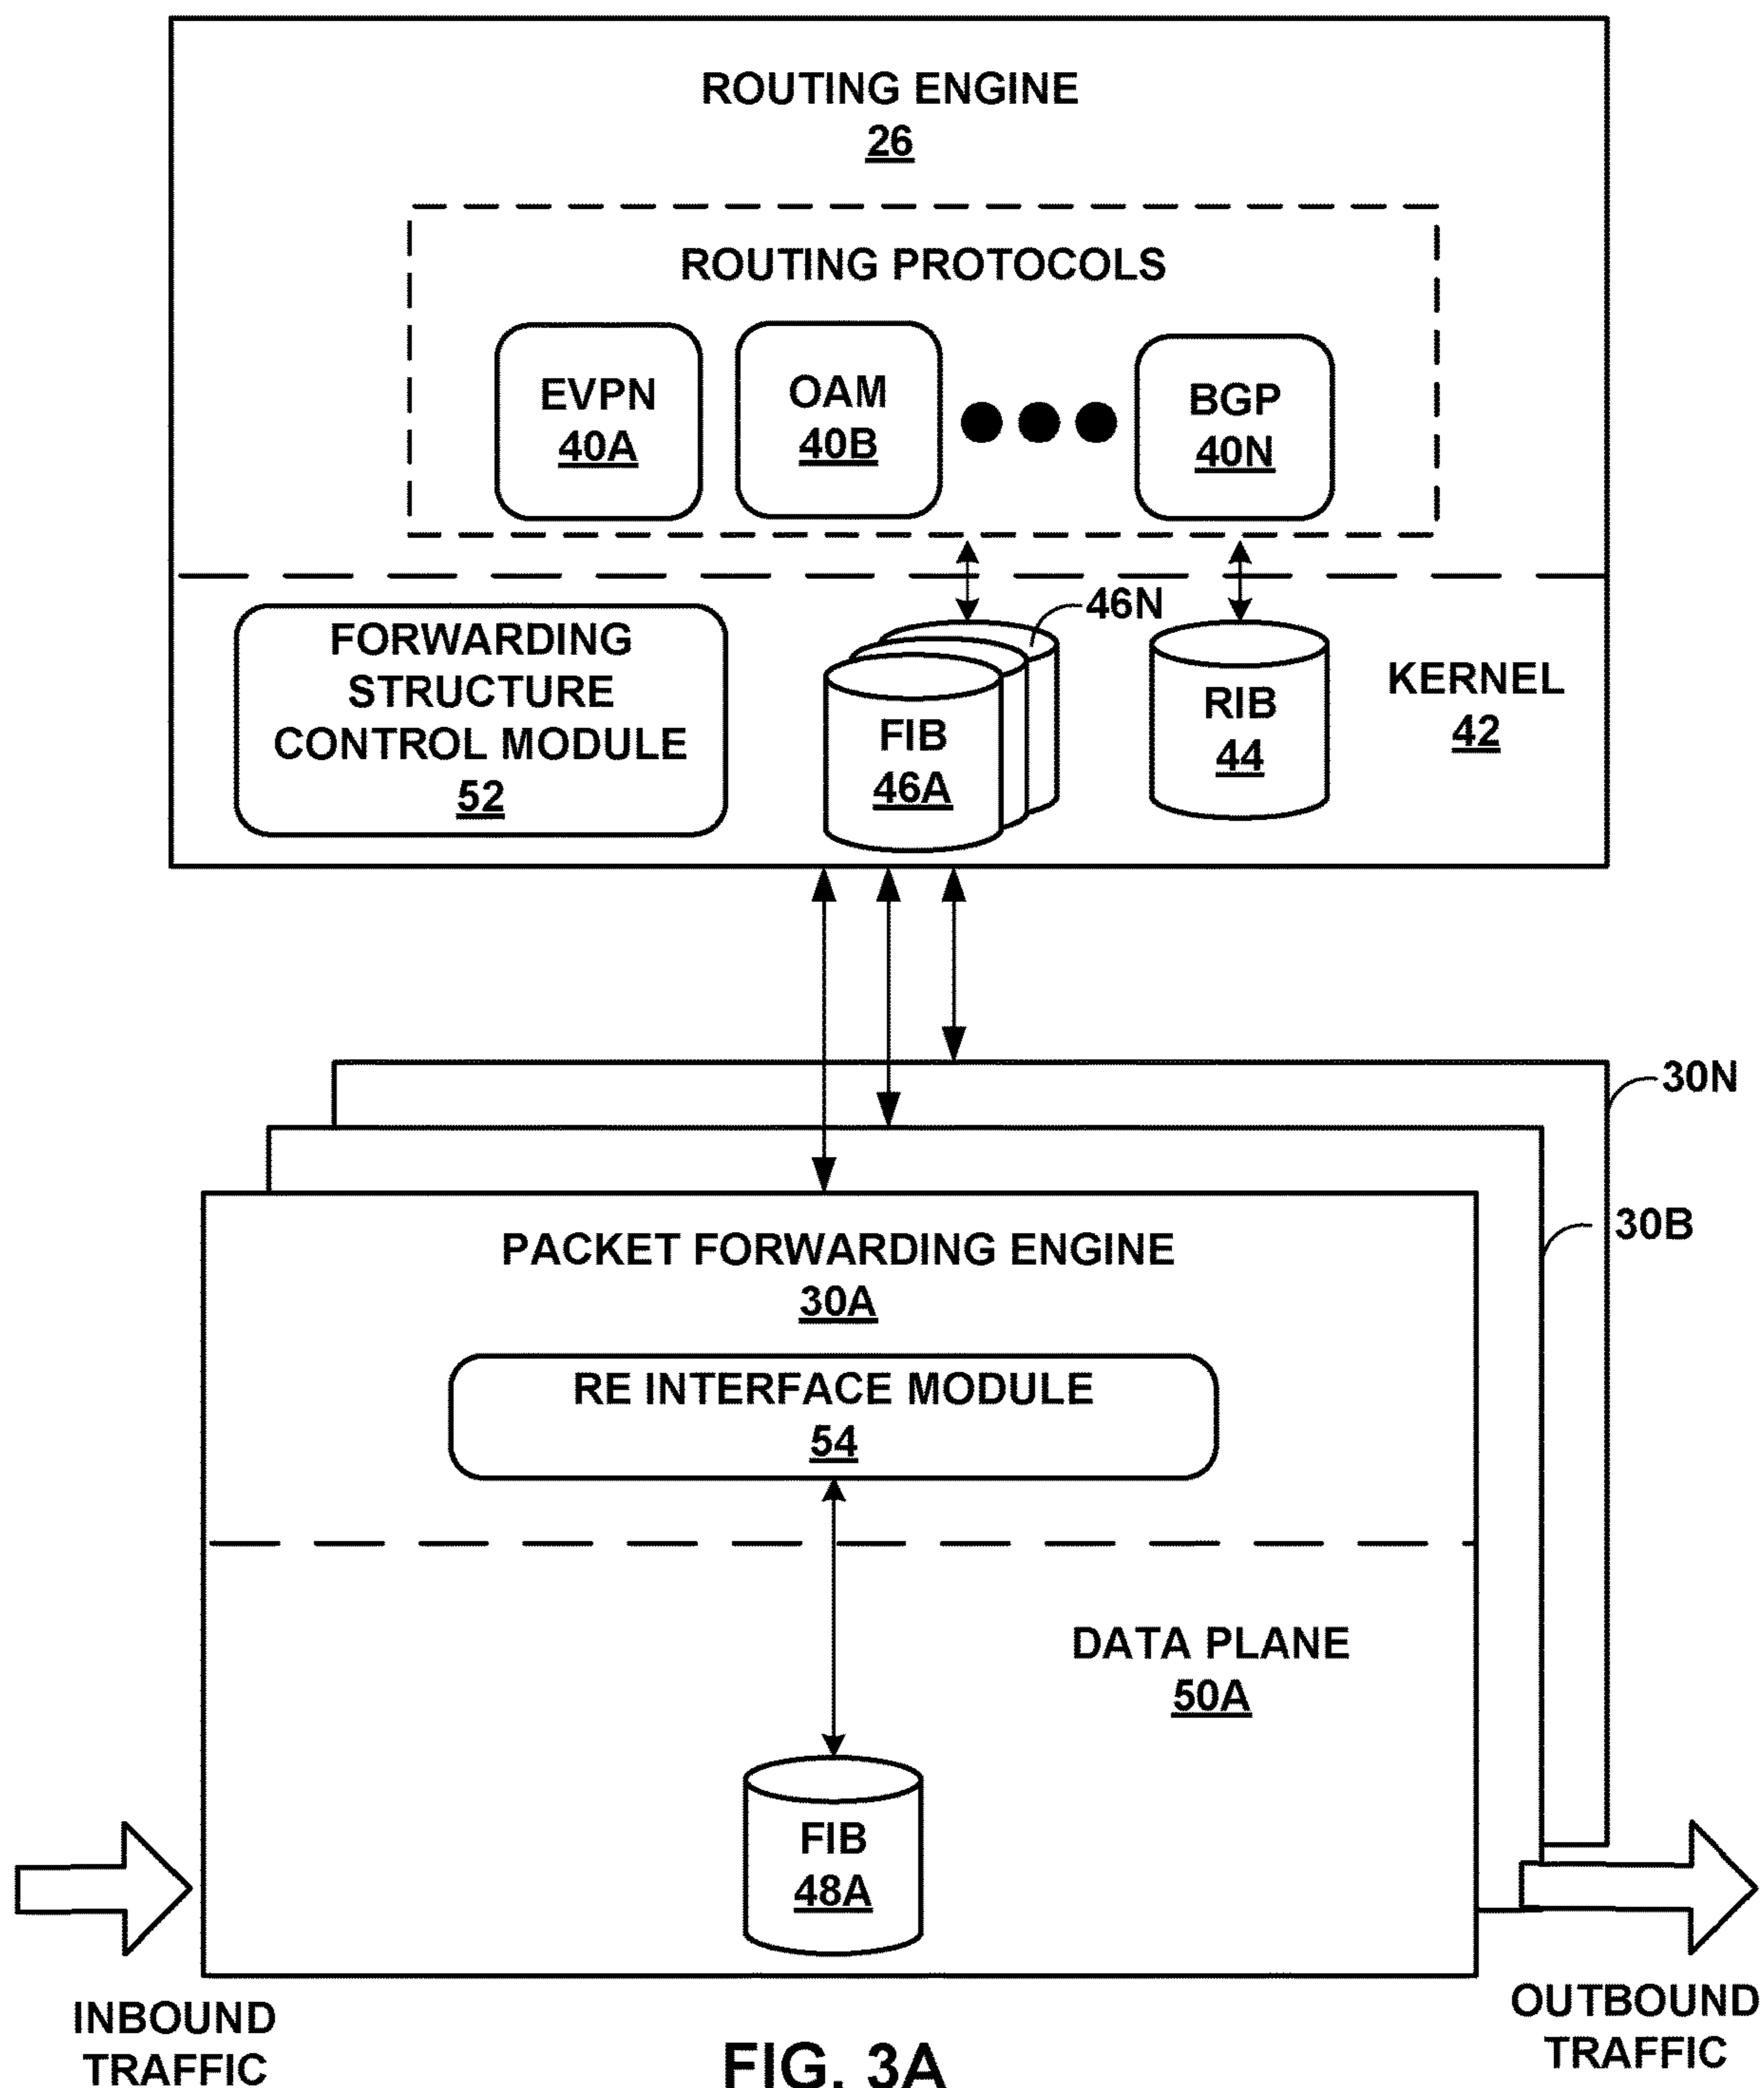 ROUTING ENGINE
26
ROUTING PROTOCOLS
EVPN
40A
OAM
40B
BGP
40N
FORWARDING
STRUCTURE
CONTROL MODULE
52
46N
FIB
46A
RIB
44
KERNEL
42
30N
30B
PACKET FORWARDING ENGINE
30A
RE INTERFACE MODULE
54
DATA PLANE
50A
FIB
48A
INBOUND
TRAFFIC
OUTBOUND
TRAFFIC
FIG. 3A